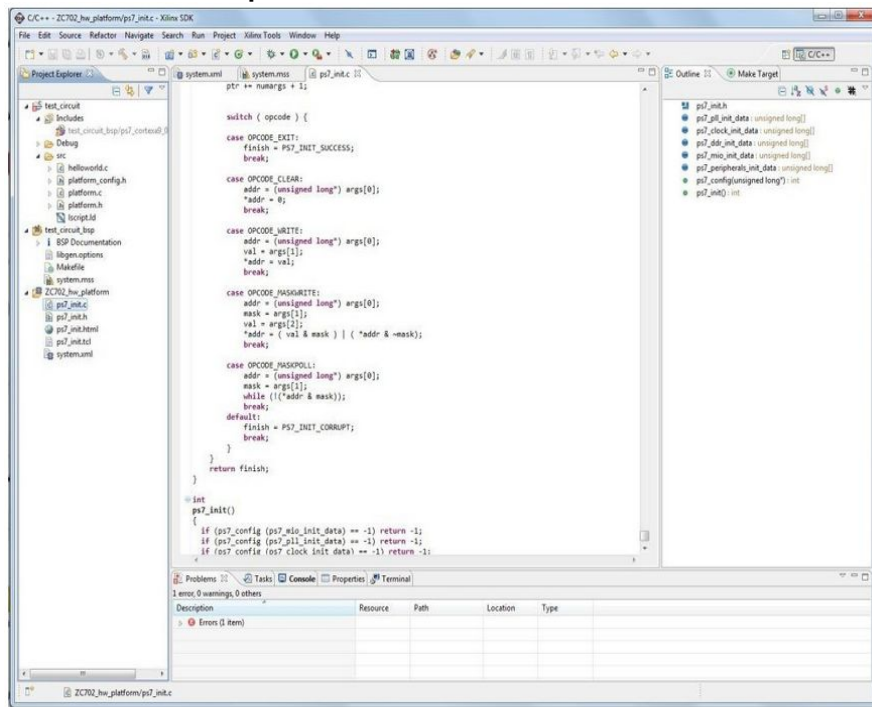 C/C++ - ZC702_hw_platform/ps7_init.c - Xilinx SDK
File Edit Source Refactor Navigate Search Run Project Xilinx Tools Window Help
C/C++
Project Explorer
test_circuit
Includes
test_circuit_bsp/ps7_cortexa9_0
Debug
src
helloworld.c
platform_config.h
platform.c
platform.h
lscript.ld
test_circuit_bsp
BSP Documentation
libgen.options
Makefile
system.mss
ZC702_hw_platform
ps7_init.c
ps7_init.h
ps7_init.html
ps7_init.tcl
system.xml
system.xml system.mss ps7_init.c
ptr += numargs + 1;
switch ( opcode ) {
case OPCODE_EXIT:
finish = PS7_INIT_SUCCESS;
break;
case OPCODE_CLEAR:
addr = (unsigned long*) args[0];
*addr = 0;
break;
case OPCODE_WRITE:
addr = (unsigned long*) args[0];
val = args[1];
*addr = val;
break;
case OPCODE_MASKWRITE:
addr = (unsigned long*) args[0];
mask = args[1];
val = args[2];
*addr = ( val & mask ) | ( *addr & ~mask);
break;
case OPCODE_MASKPOLL:
addr = (unsigned long*) args[0];
mask = args[1];
while (!(*addr & mask));
break;
default:
finish = PS7_INIT_CORRUPT;
break;
}
}
return finish;
}
int
ps7_init()
{
if (ps7_config (ps7_mio_init_data) == -1) return -1;
if (ps7_config (ps7_pll_init_data) == -1) return -1;
if (ps7_config (ps7_clock_init_data) == -1) return -1;
Outline Make Target
ps7_init.h
ps7_pll_init_data : unsigned long[]
ps7_clock_init_data : unsigned long[]
ps7_ddr_init_data : unsigned long[]
ps7_mio_init_data : unsigned long[]
ps7_peripherals_init_data : unsigned long[]
ps7_config(unsigned long*) : int
ps7_init() : int
Problems Tasks Console Properties Terminal
1 error, 0 warnings, 0 others
Description Resource Path Location Type
Errors (1 item)
ZC702_hw_platform/ps7_init.c